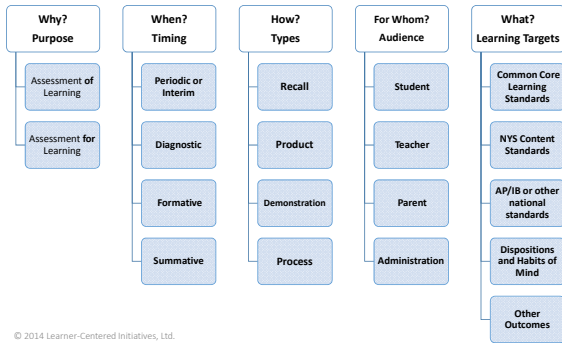 Why?
Purpose
Assessment of
Learning
Assessment for
Learning
When?
Timing
Periodic or
Interim
Diagnostic
Formative
Summative
How?
Types
Recall
Product
Demonstration
Process
For Whom?
Audience
Student
Teacher
Parent
Administration
What?
Learning Targets
Common Core
Learning
Standards
NYS Content
Standards
AP/IB or other
national
standards
Dispositions
and Habits of
Mind
Other
Outcomes
© 2014 Learner-Centered Initiatives, Ltd.